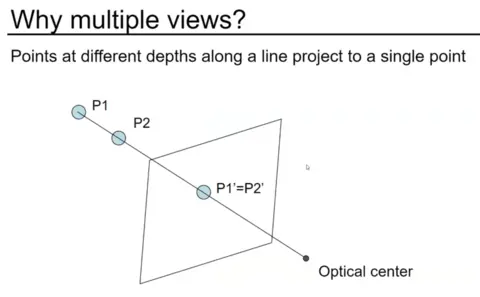 Why multiple views?
Points at different depths along a line project to a single point
P1
P2
P1'=P2'
Optical center